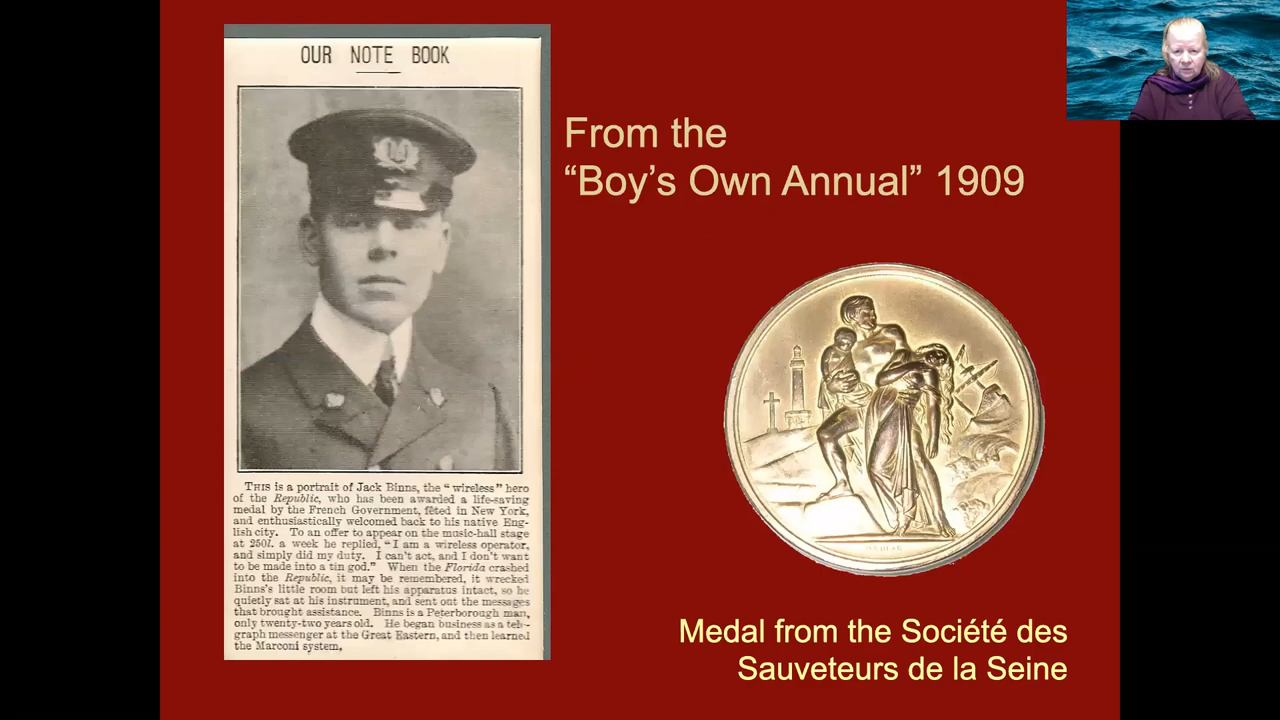 OUR NOTE BOOK
THIS is a portrait of Jack Binns, the “wireless” hero
of the Republic, who has been awarded a life-saving
medal by the French Government, fêted in New York,
and enthusiastically welcomed back to his native Eng-
lish city. To an offer to appear on the music-hall stage
at 250l. a week he replied, “I am a wireless operator,
and simply did my duty. I can't act, and I don't want
to be made into a tin god.” When the Florida crashed
into the Republic, it may be remembered, it wrecked
Binns's little room but left his apparatus intact, so he
quietly sat at his instrument, and sent out the messages
that brought assistance. Binns is a Peterborough man,
only twenty-two years old. He began business as a tele-
graph messenger at the Great Eastern, and then learned
the Marconi system,
From the
“Boy’s Own Annual” 1909
Medal from the Société des
Sauveteurs de la Seine